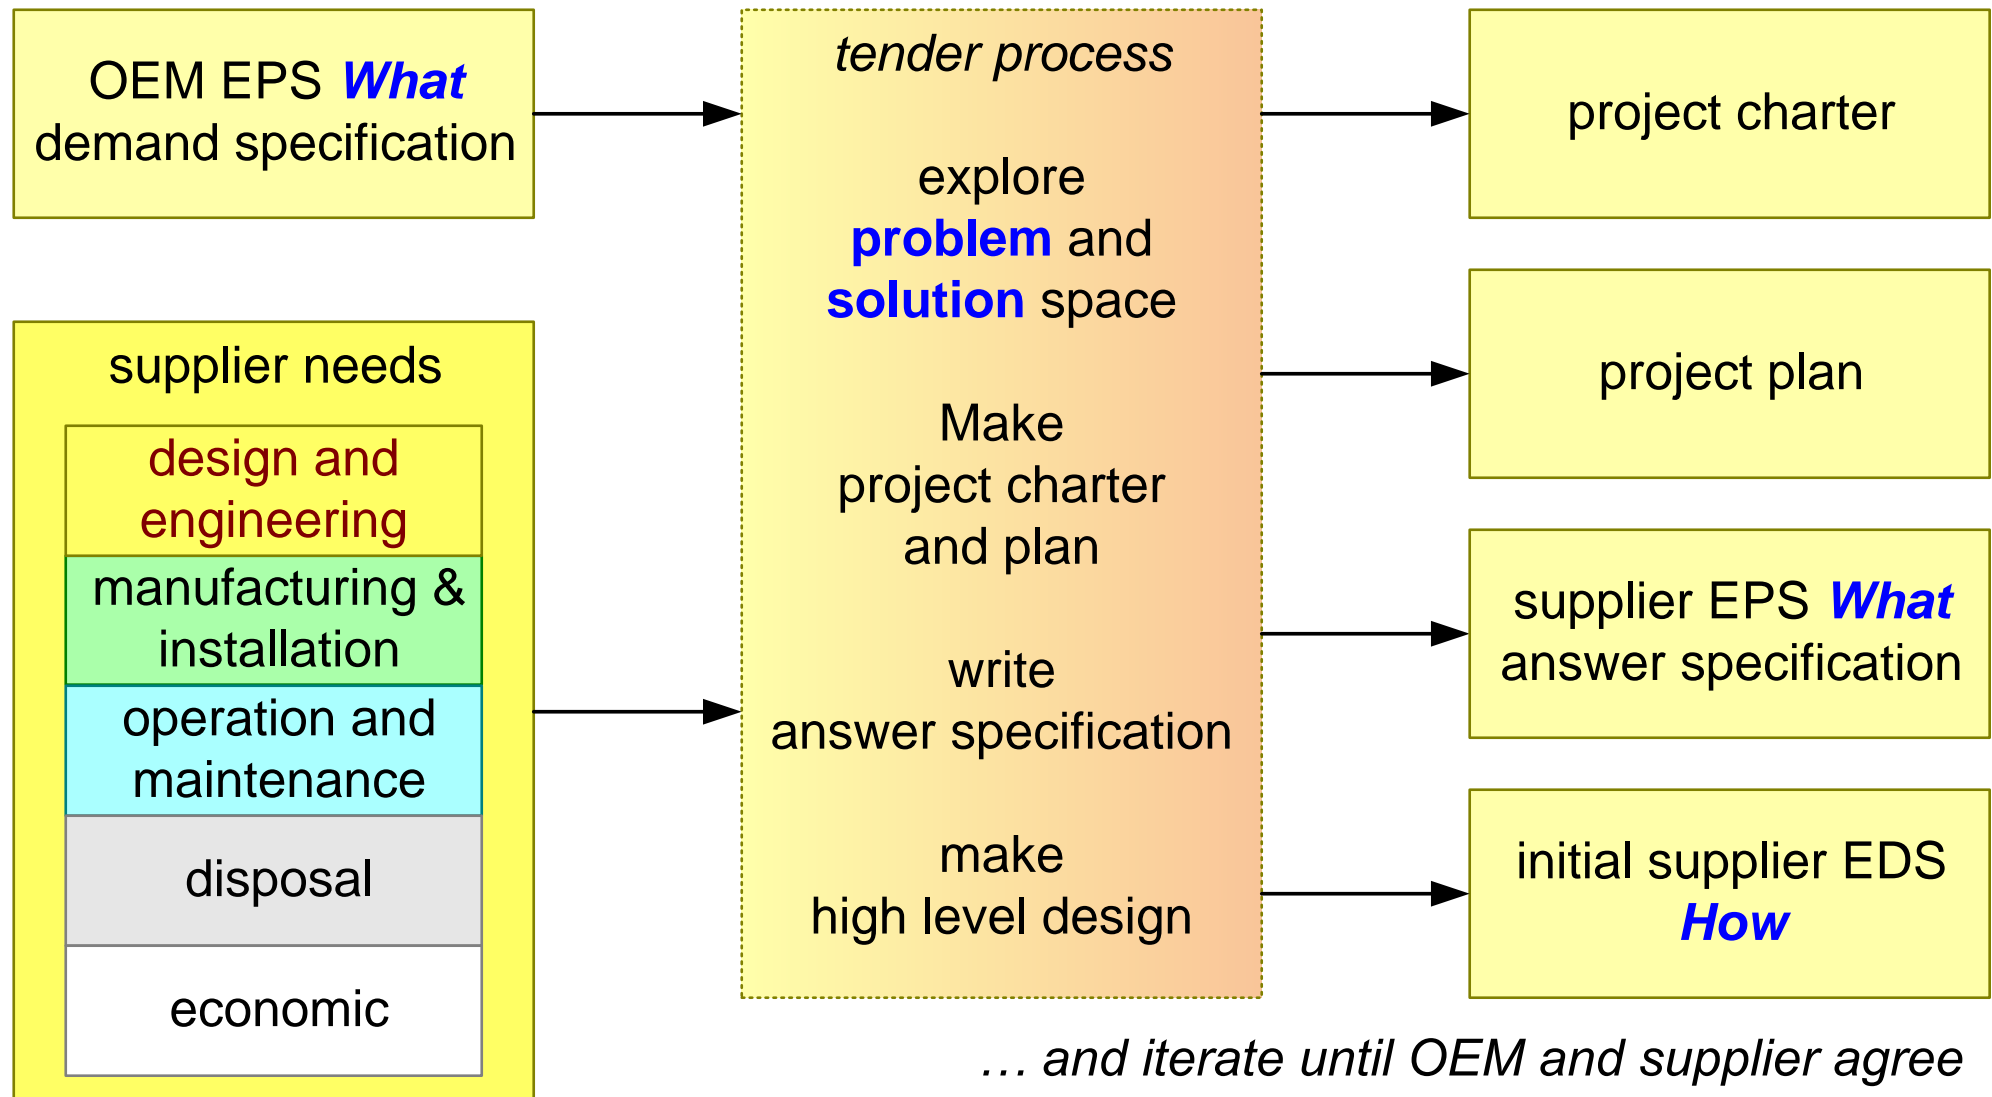 OEM EPS What
demand specification
supplier needs
design and
engineering
manufacturing &
installation
operation and
maintenance
disposal
economic
tender process
explore
problem and
solution space
Make
project charter
and plan
write
answer specification
make
high level design
project charter
project plan
supplier EPS What
answer specification
initial supplier EDS
How
… and iterate until OEM and supplier agree